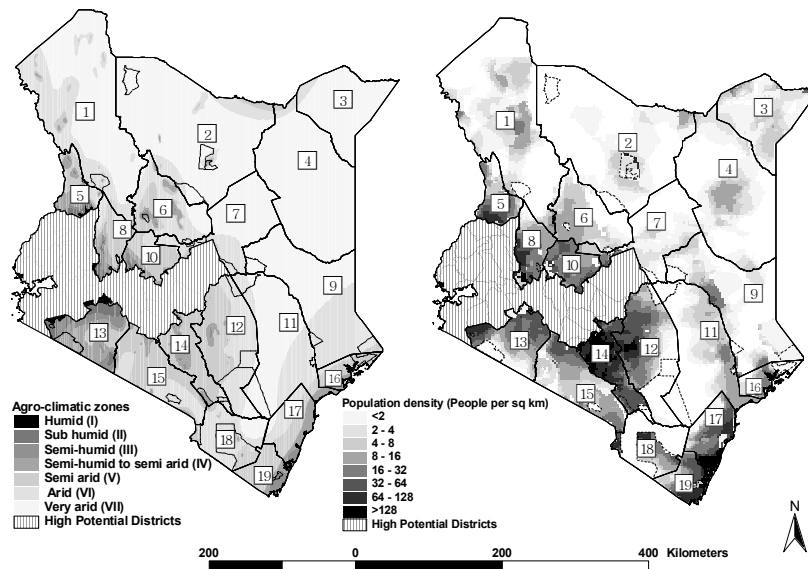 1
2
3
4
5
6
7
8
9
10
11
12
13
14
15
16
17
18
19
Agro-climatic zones
Humid (I)
Sub humid (II)
Semi-humid (III)
Semi-humid to semi arid (IV)
Semi arid (V)
Arid (VI)
Very arid (VII)
High Potential Districts
1
2
3
4
5
6
7
8
9
10
11
12
13
14
15
16
17
18
19
Population density (People per sq km)
<2
2 - 4
4 - 8
8 - 16
16 - 32
32 - 64
64 - 128
>128
High Potential Districts
N
200 0 200 400 Kilometers